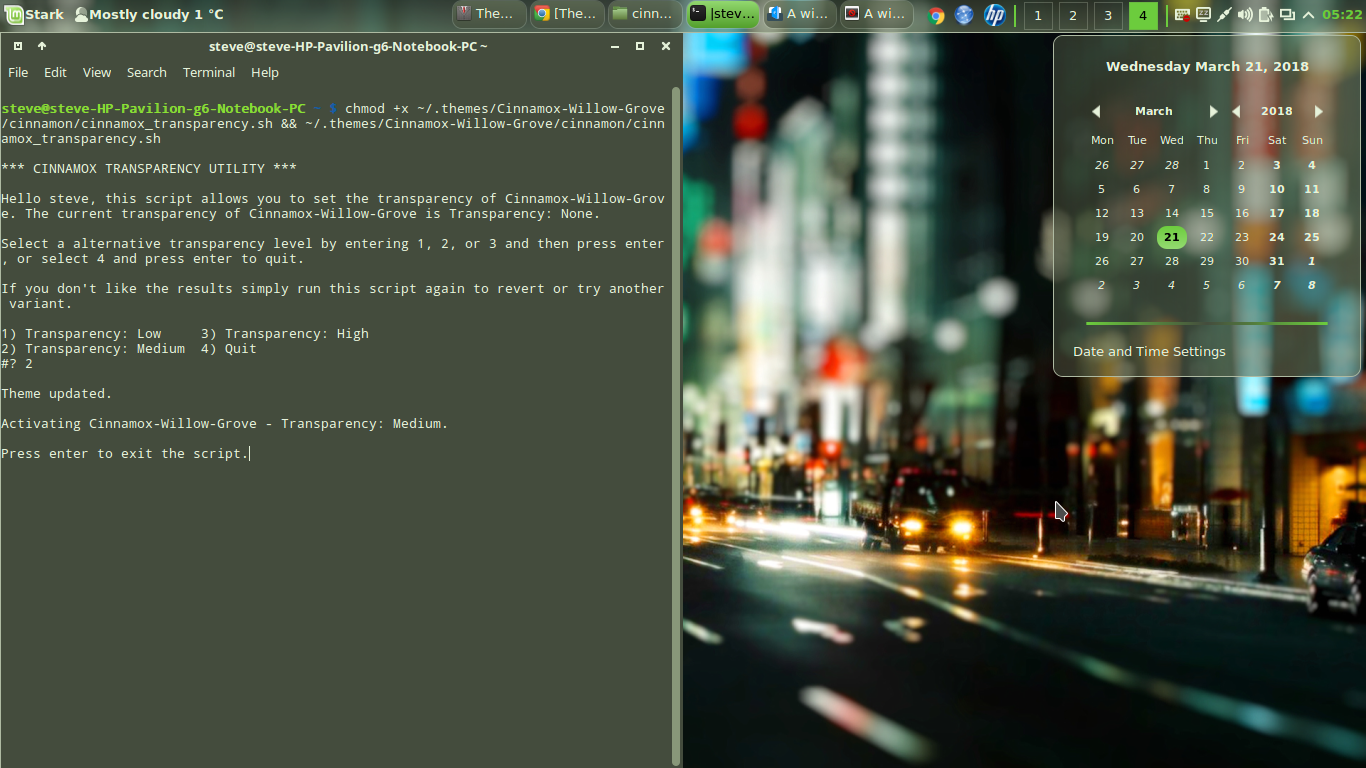 Stark Mostly cloudy 1 °C The... [The... cinn... |stev... A wi... A wi... hp 1 2 3 4 05:22
steve@steve-HP-Pavilion-g6-Notebook-PC ~
File Edit View Search Terminal Help
steve@steve-HP-Pavilion-g6-Notebook-PC ~ $ chmod +x ~/.themes/Cinnamox-Willow-Grove
/cinnamon/cinnamox_transparency.sh && ~/.themes/Cinnamox-Willow-Grove/cinnamon/cinn
amox_transparency.sh
*** CINNAMOX TRANSPARENCY UTILITY ***
Hello steve, this script allows you to set the transparency of Cinnamox-Willow-Grov
e. The current transparency of Cinnamox-Willow-Grove is Transparency: None.
Select a alternative transparency level by entering 1, 2, or 3 and then press enter
, or select 4 and press enter to quit.
If you don't like the results simply run this script again to revert or try another
variant.
1) Transparency: Low 3) Transparency: High
2) Transparency: Medium 4) Quit
#? 2
Theme updated.
Activating Cinnamox-Willow-Grove - Transparency: Medium.
Press enter to exit the script.
Wednesday March 21, 2018
March 2018
Mon Tue Wed Thu Fri Sat Sun
26 27 28 1 2 3 4
5 6 7 8 9 10 11
12 13 14 15 16 17 18
19 20 21 22 23 24 25
26 27 28 29 30 31 1
2 3 4 5 6 7 8
Date and Time Settings